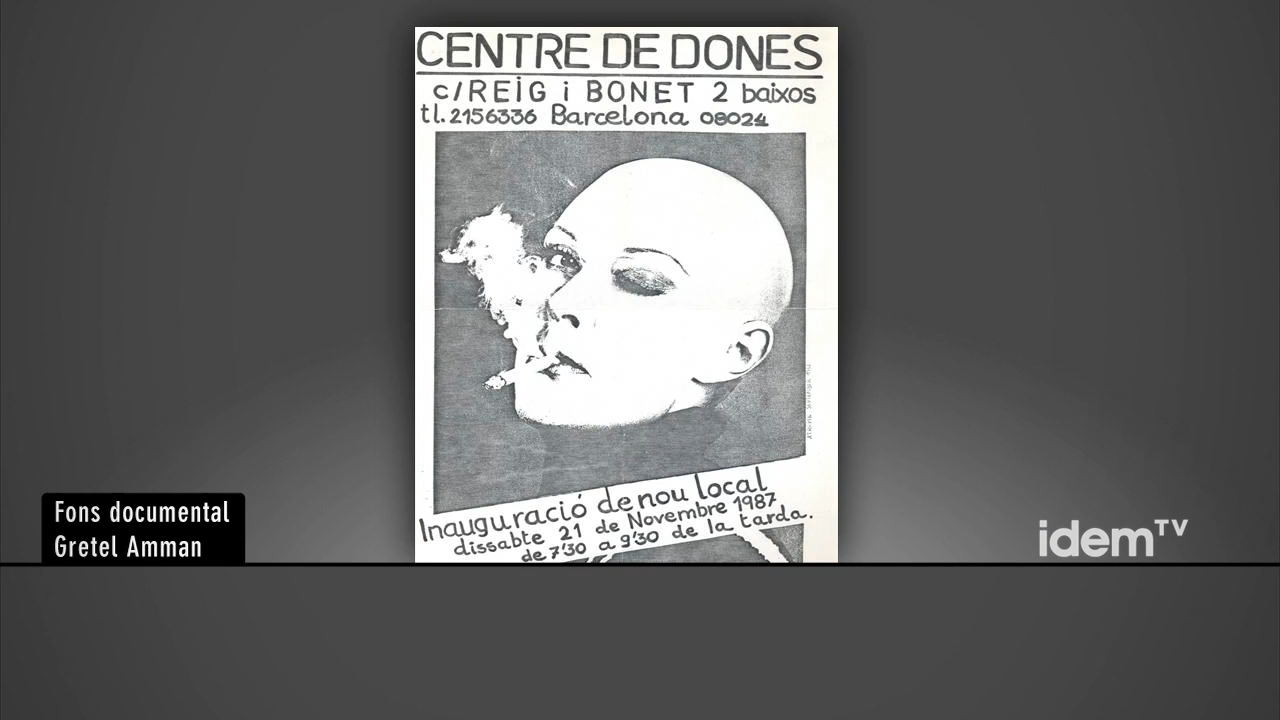 CENTRE DE DONES
c/REIG i BONET 2 baixos
tl. 2156336 Barcelona 08024
Inauguració de nou local
dissabte 21 de Novembre 1987
de 7'30 a 9'30 de la tarda.
Fons documental
Gretel Amman
idemTV